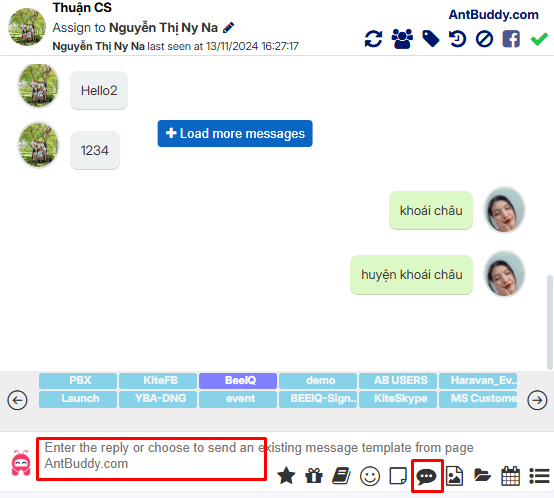 Thuận CS
AntBuddy.com
Assign to Nguyễn Thị Ny Na
Nguyễn Thị Ny Na last seen at 13/11/2024 16:27:17
Hello2
Load more messages
1234
khoái châu
huyện khoái châu
PBX KiteFB BeeIQ demo AB USERS Haravan_Ev..
Launch YBA-DNG event BEEIQ-Sign.. KiteSkype MS Custome
Enter the reply or choose to send an existing message template from page
AntBuddy.com